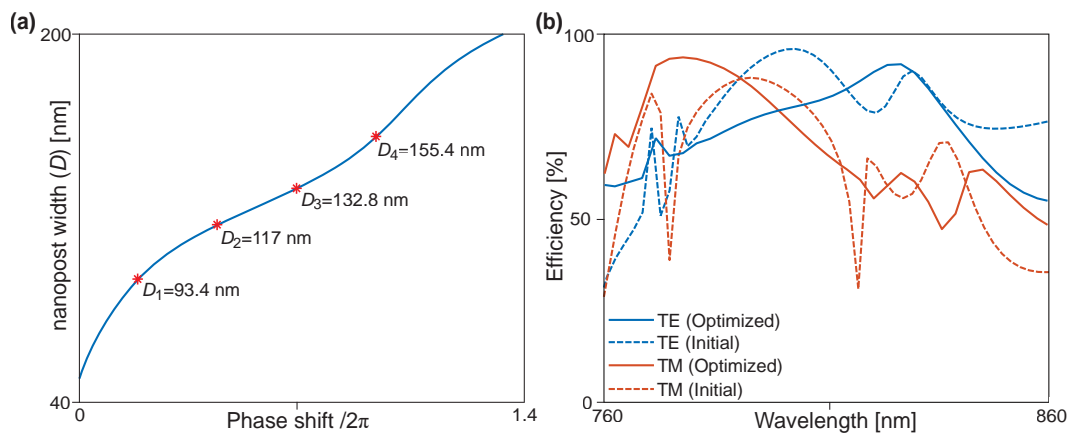 (a)
200
nanopost width (D) [nm]
D4=155.4 nm
D3=132.8 nm
D2=117 nm
D1=93.4 nm
40
0
Phase shift /2π
1.4
(b)
100
Efficiency [%]
50
TE (Optimized)
TE (Initial)
TM (Optimized)
TM (Initial)
0
760
Wavelength [nm]
860